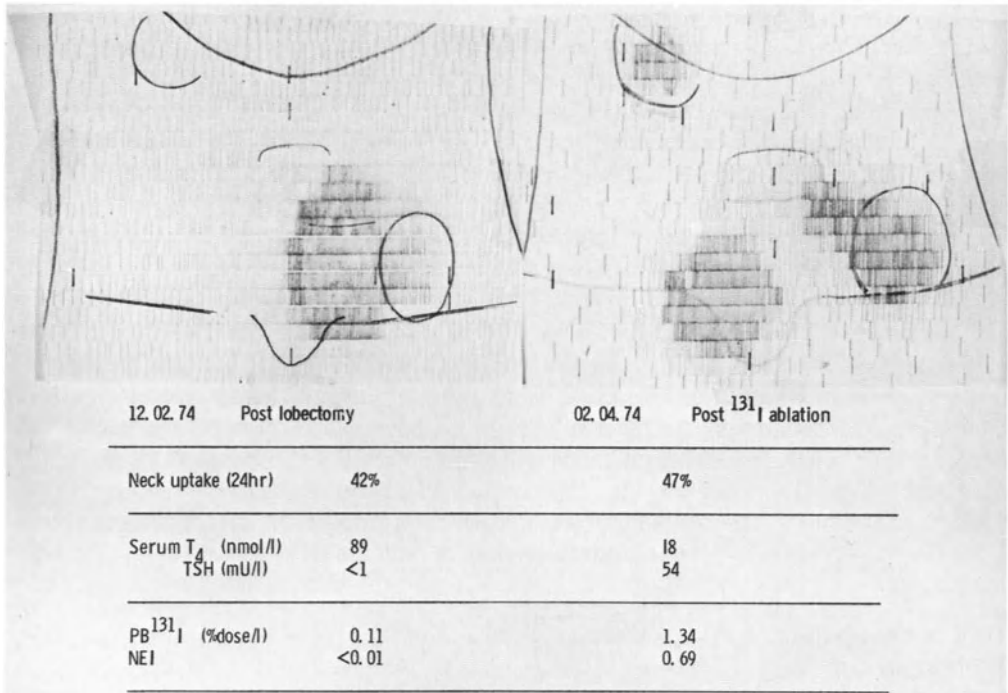 12. 02. 74 Post lobectomy 02. 04. 74 Post ¹³¹I ablation
Neck uptake (24hr) 42% 47%
Serum T₄ (nmol/l) 89 18
TSH (mU/l) <1 54
PB¹³¹I (%dose/l) 0.11 1.34
NEI <0.01 0.69